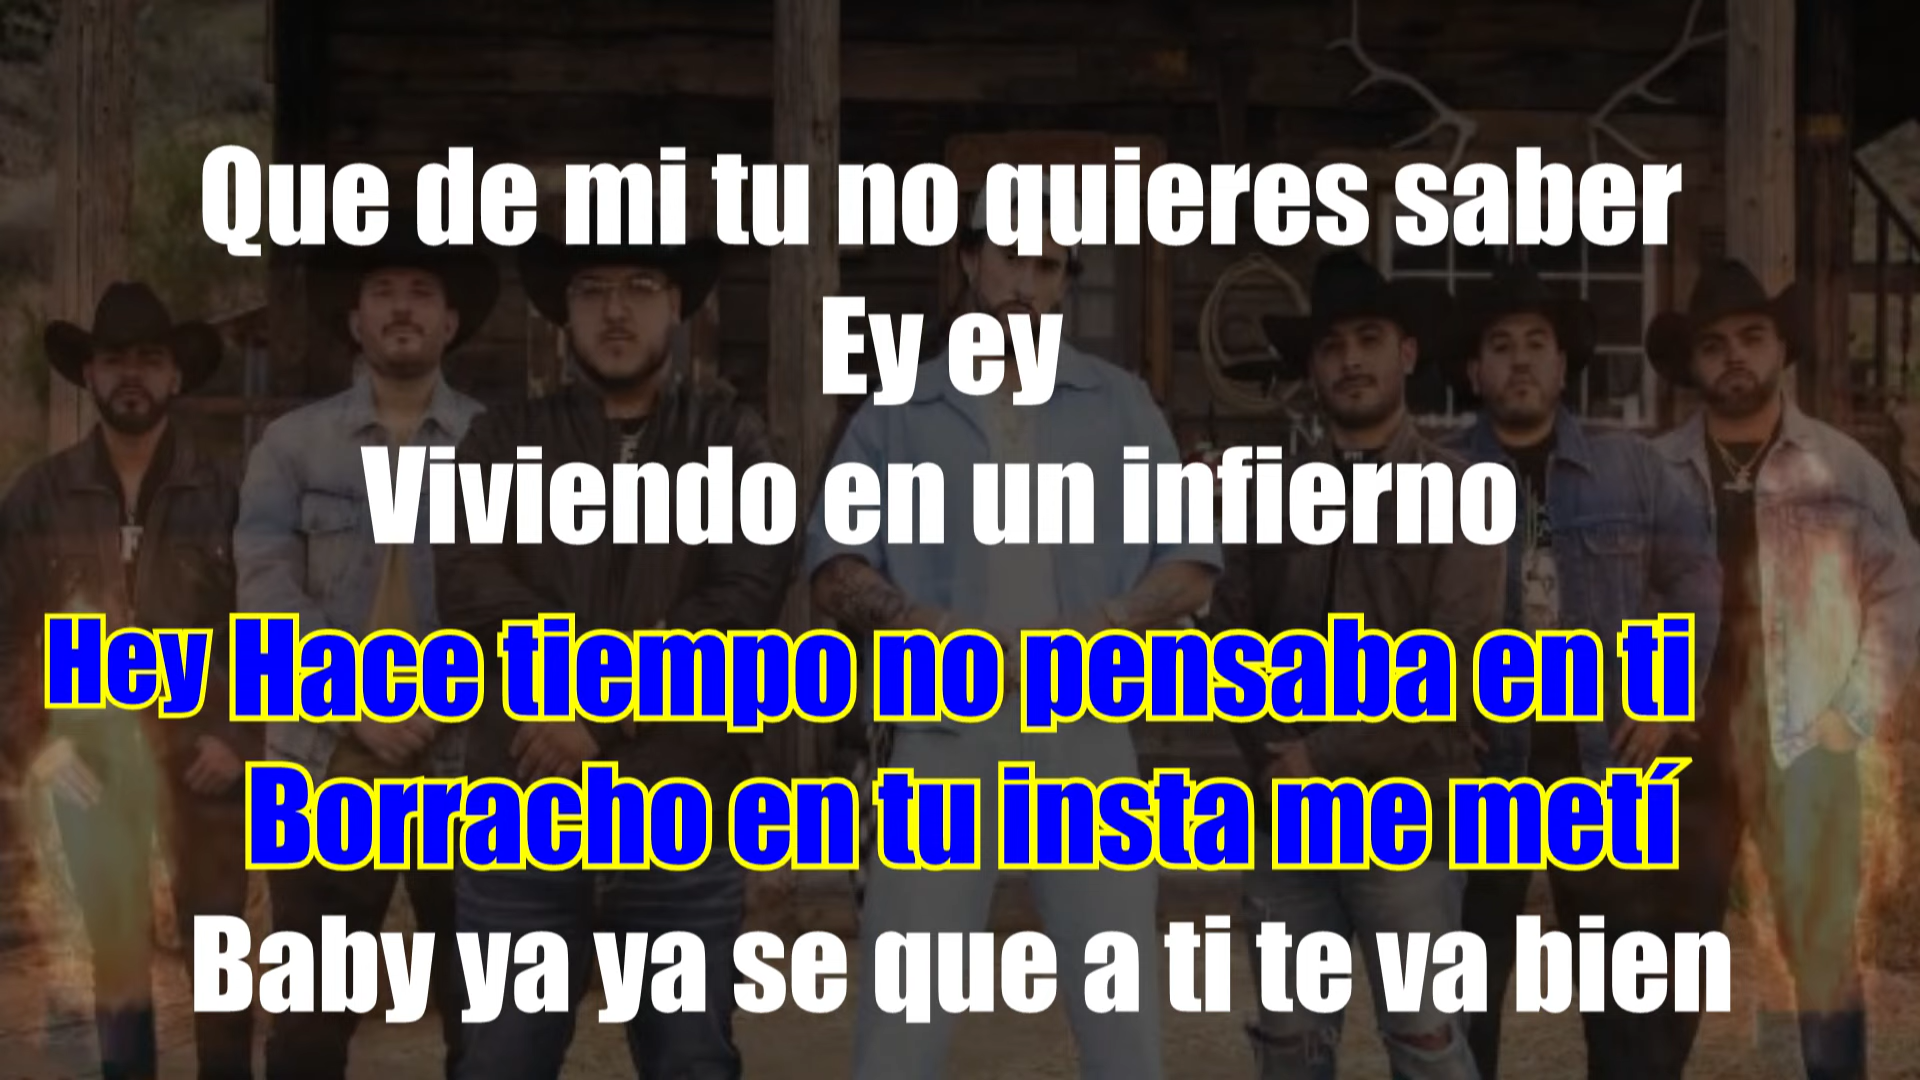 Que de mi tu no quieres saber
Ey ey
Viviendo en un infierno
Hey Hace tiempo no pensaba en ti
Borracho en tu insta me metí
Baby ya ya se que a ti te va bien